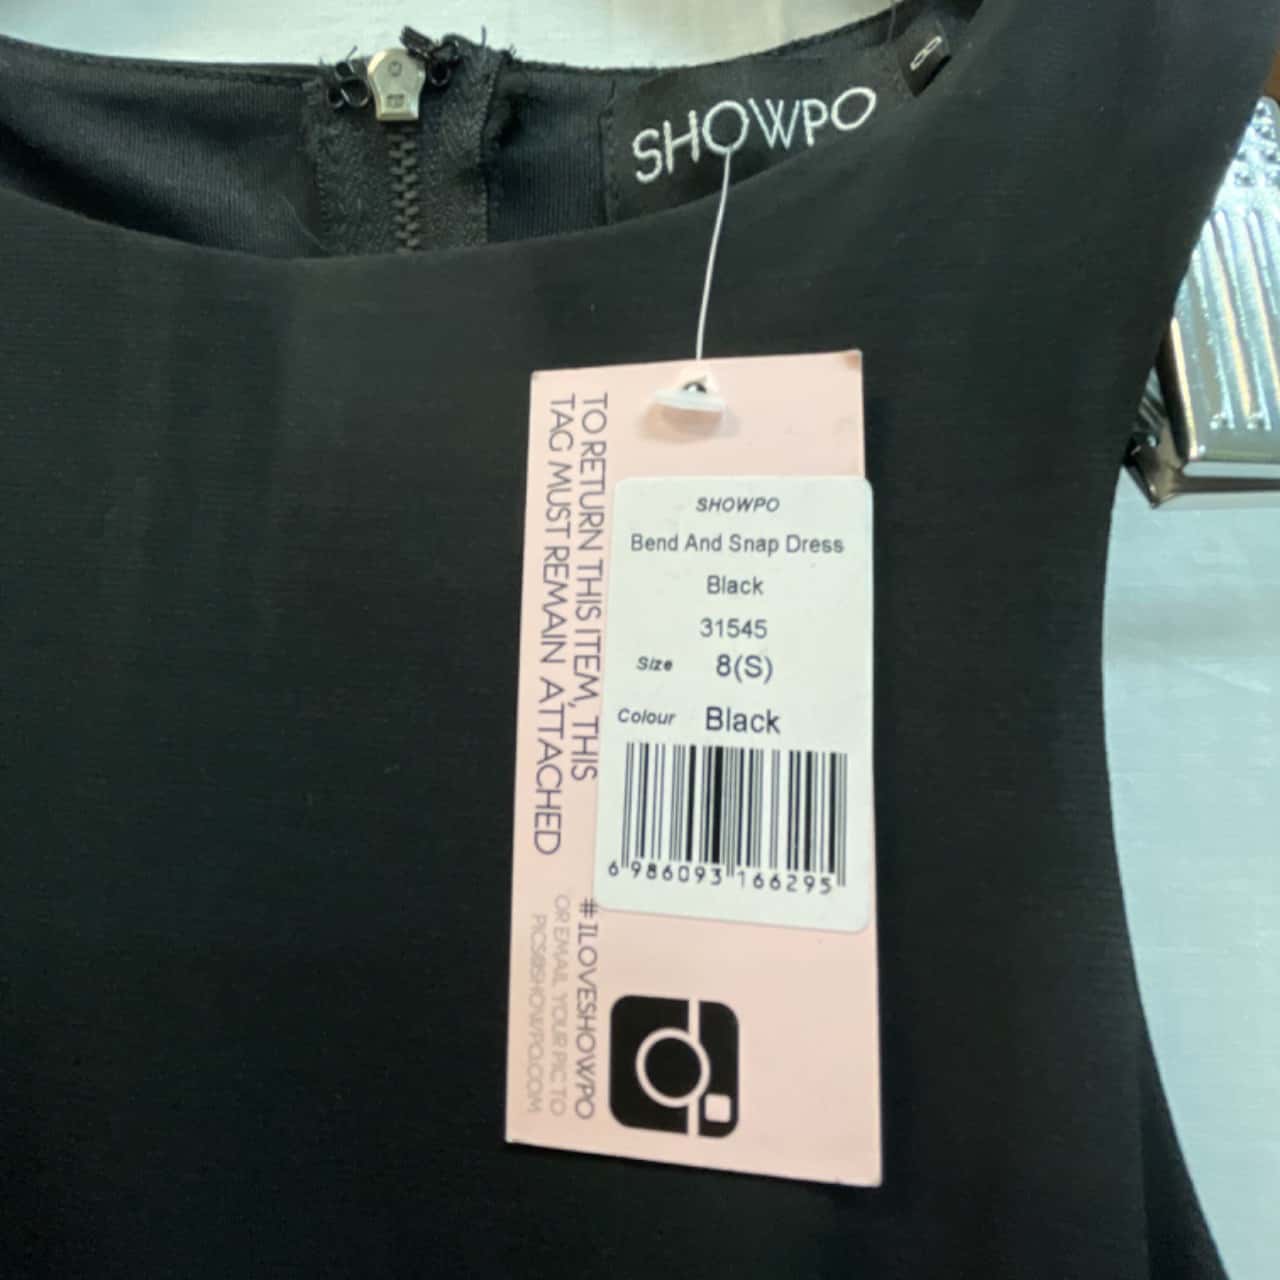 SHOWPO
8
TO RETURN THIS ITEM, THIS
TAG MUST REMAIN ATTACHED
SHOWPO
Bend And Snap Dress
Black
31545
Size 8(S)
Colour Black
6 986093 166295
#ILOVESHOWPO
OR EMAIL YOUR PIC TO
PICS@SHOWPO.COM